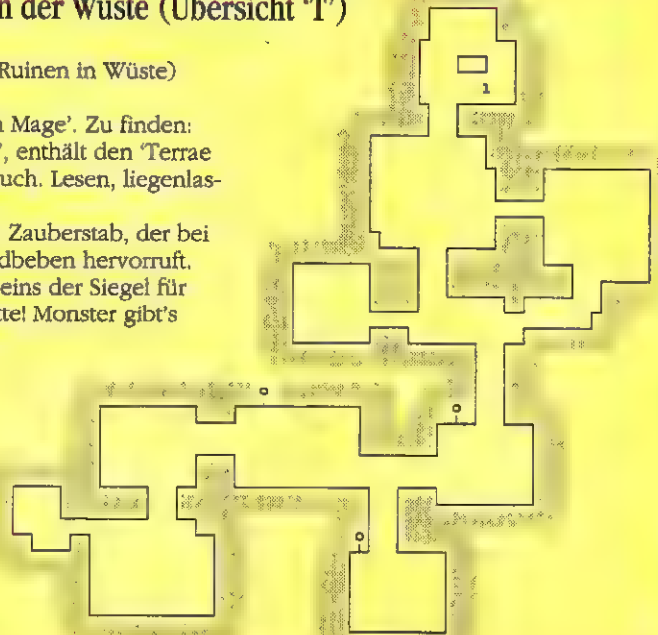 n der Wüste (Übersicht 'T')
Ruinen in Wüste)
Mage'. Zu finden:
', enthält den 'Terrae
uch. Lesen, liegenlas-
Zauberstab, der bei
dbeben hervorruft.
eins der Siegel für
tte! Monster gibt's
1